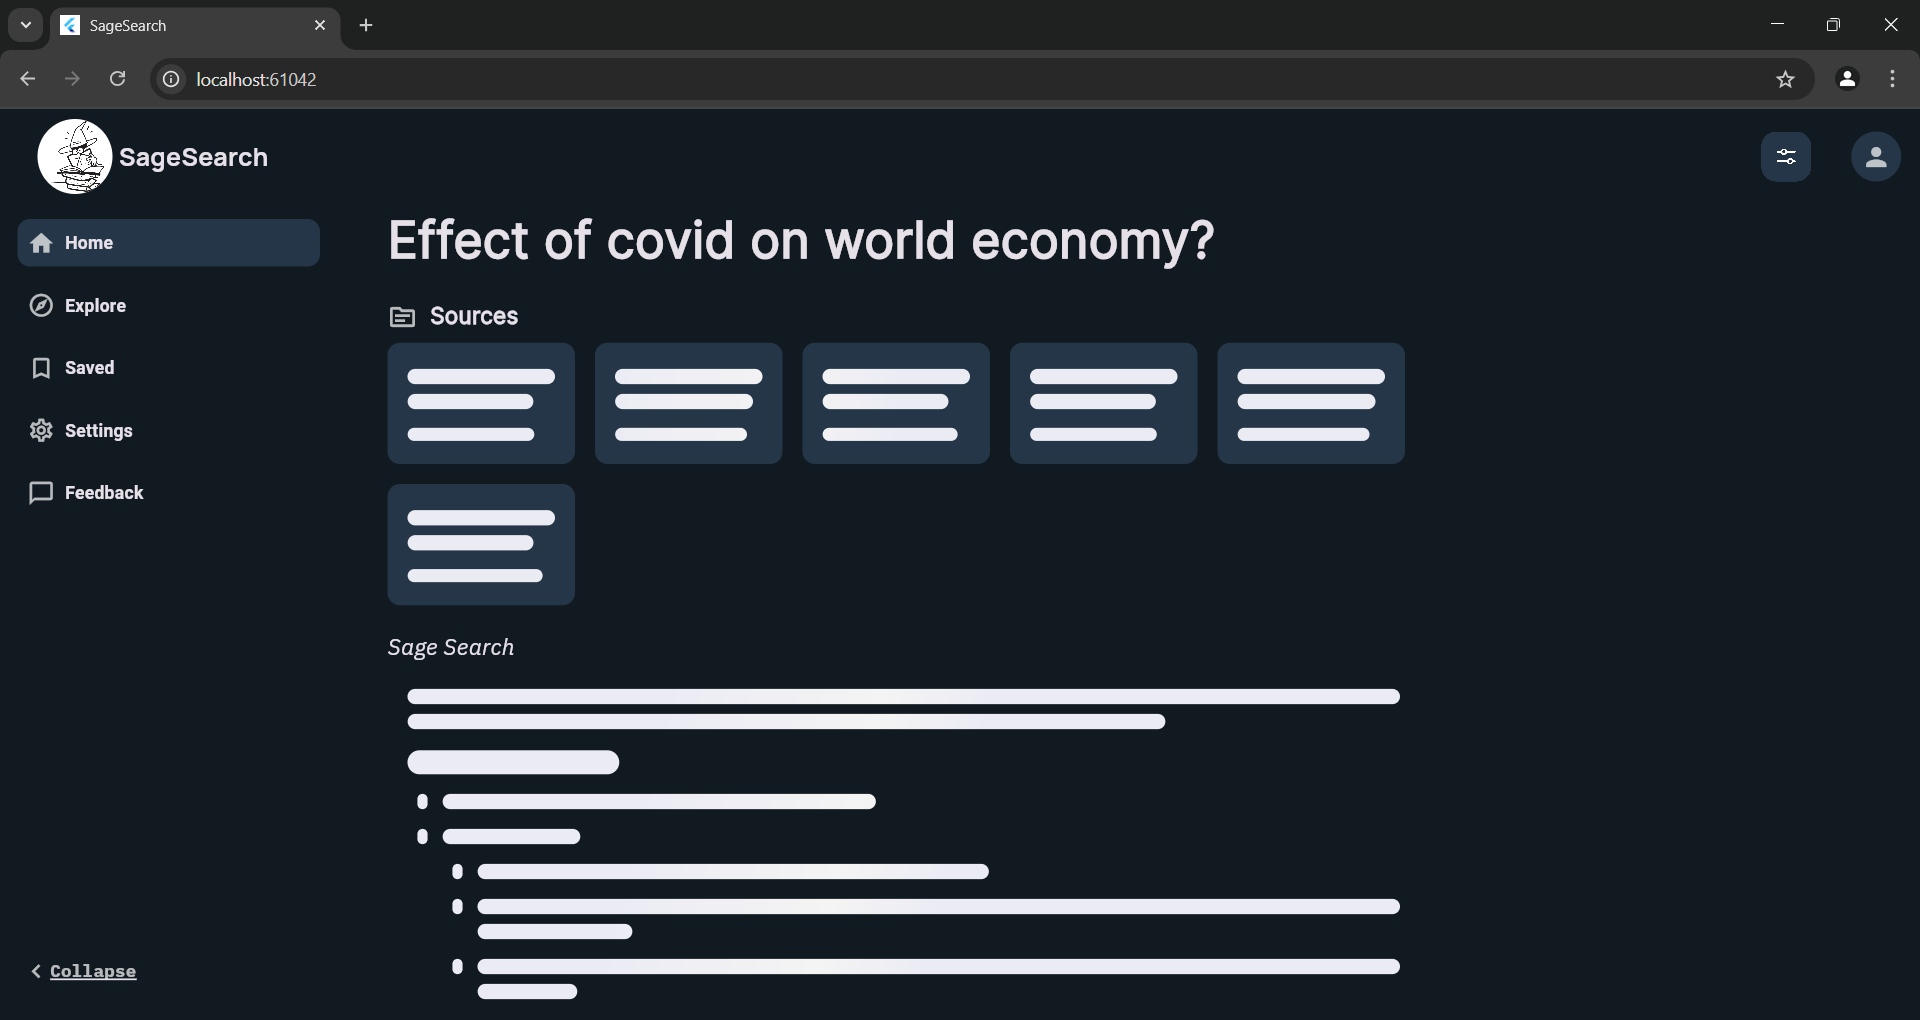 SageSearch
localhost:61042
SageSearch
Home
Explore
Saved
Settings
Feedback
Collapse
Effect of covid on world economy?
Sources
Sage Search